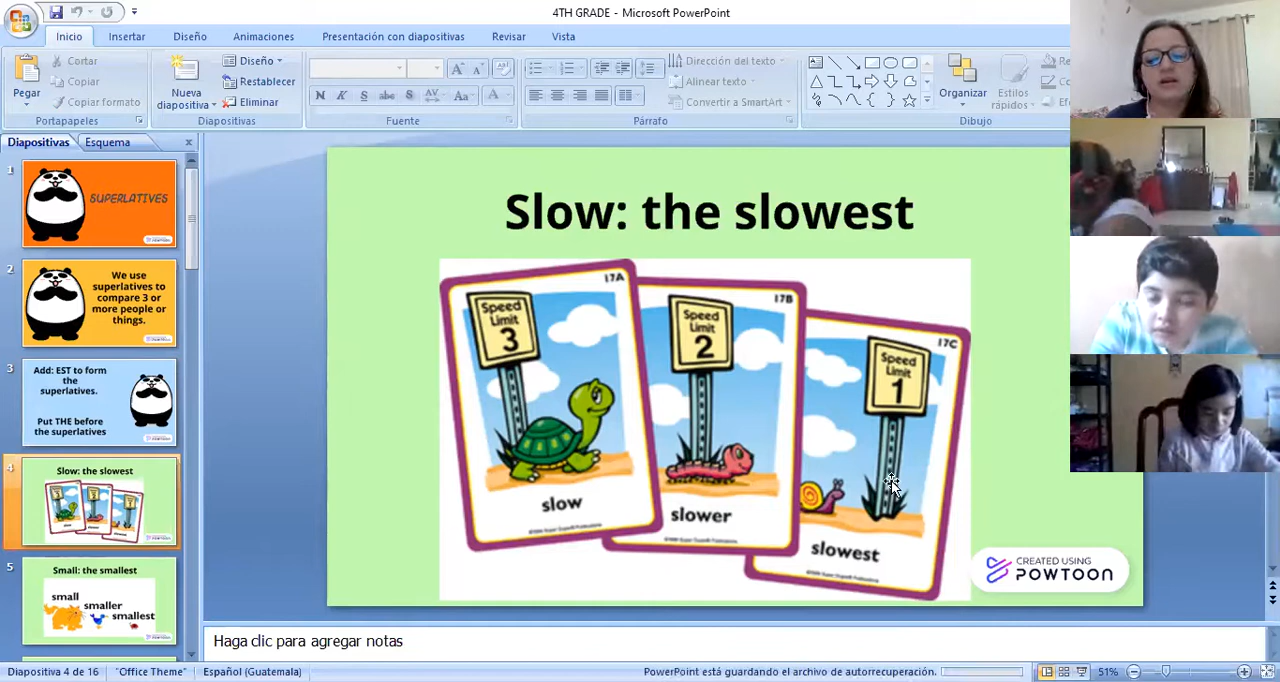 4TH GRADE - Microsoft PowerPoint
Inicio Insertar Diseño Animaciones Presentación con diapositivas Revisar Vista
Pegar
Cortar
Copiar
Copiar formato
Portapapeles
Nueva
diapositiva
Diseño
Restablecer
Eliminar
Diapositivas
Fuente
Dirección del texto
Alinear texto
Convertir a SmartArt
Párrafo
Organizar
Estilos
rápidos
Dibujo
Diapositivas Esquema
1
SUPERLATIVES
2
We use
superlatives to
compare 3 or
more people or
things.
3
Add: EST to form
the
superlatives.
Put THE before
the superlatives
4
Slow: the slowest
5
Small: the smallest
small
smaller
smallest
Slow: the slowest
17A
Speed
Limit
3
slow
17B
Speed
Limit
2
slower
17C
Speed
Limit
1
slowest
CREATED USING
POWTOON
Haga clic para agregar notas
Diapositiva 4 de 16 "Office Theme" Español (Guatemala) PowerPoint está guardando el archivo de autorrecuperación. 51%